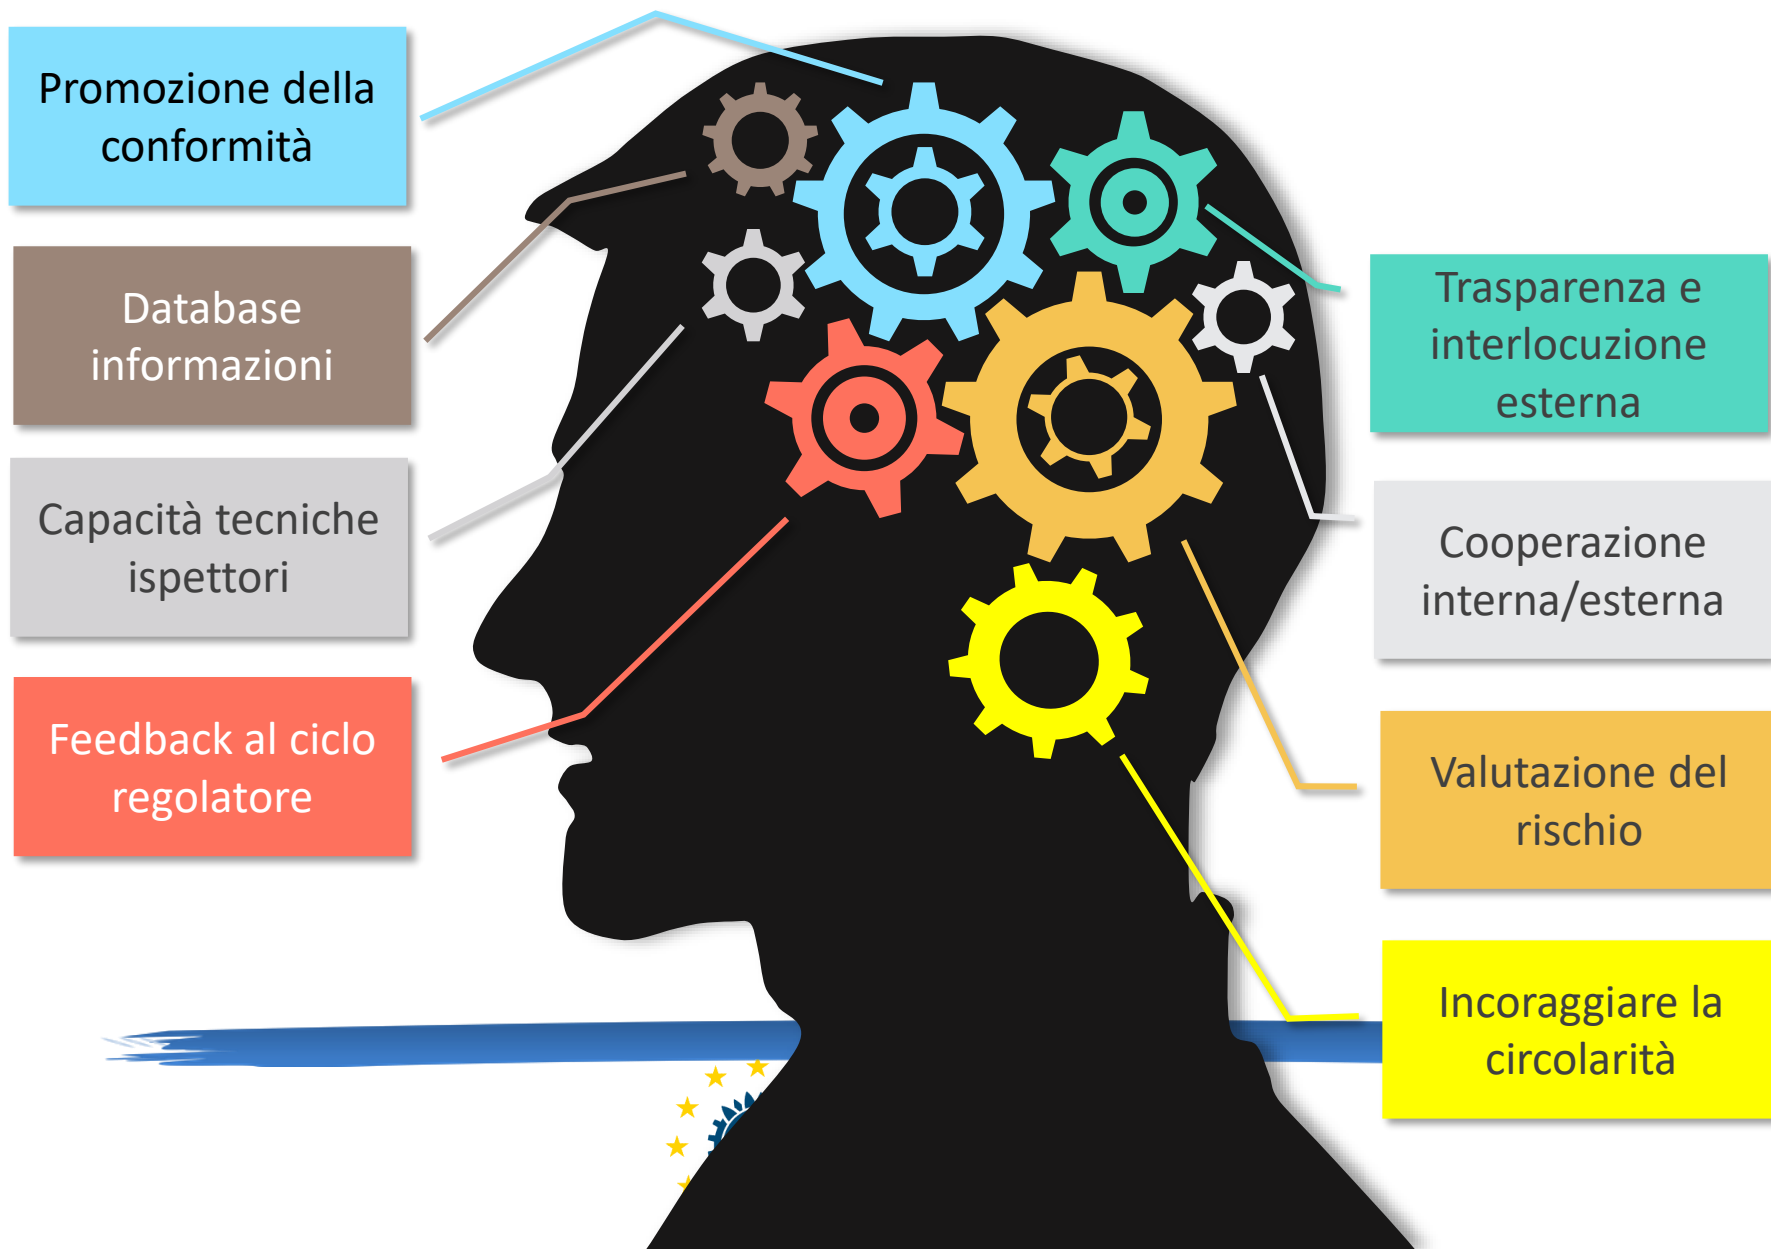 Promozione della
conformità
Database
informazioni
Capacità tecniche
ispettori
Feedback al ciclo
regolatore
Trasparenza e
interlocuzione
esterna
Cooperazione
interna/esterna
Valutazione del
rischio
Incoraggiare la
circolarità